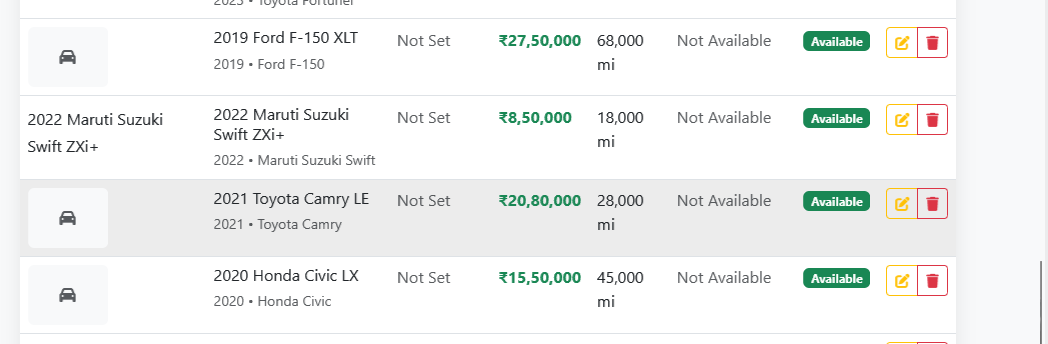 2023 • Toyota Fortuner
2019 Ford F-150 XLT
2019 • Ford F-150
Not Set
₹27,50,000
68,000
mi
Not Available
Available
2022 Maruti Suzuki
Swift ZXi+
2022 Maruti Suzuki
Swift ZXi+
2022 • Maruti Suzuki Swift
Not Set
₹8,50,000
18,000
mi
Not Available
Available
2021 Toyota Camry LE
2021 • Toyota Camry
Not Set
₹20,80,000
28,000
mi
Not Available
Available
2020 Honda Civic LX
2020 • Honda Civic
Not Set
₹15,50,000
45,000
mi
Not Available
Available